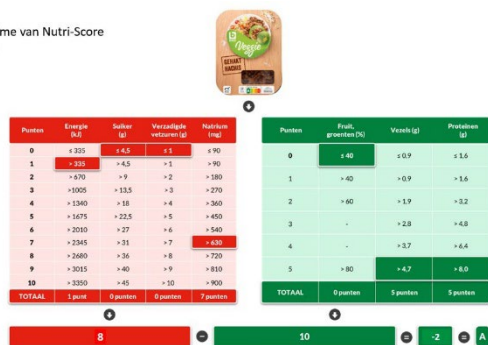 me van Nutri-Score
Veggie
GEHAKT
HACHIS
Punten Energie (kJ) Suiker (g) Verzadigde vetzuren (g) Natrium (mg)
0 ≤ 335 ≤ 4,5 ≤ 1 ≤ 90
1 > 335 > 4,5 > 1 > 90
2 > 670 > 9 > 2 > 180
3 >1005 > 13,5 > 3 > 270
4 > 1340 > 18 > 4 > 360
5 > 1675 > 22,5 > 5 > 450
6 > 2010 > 27 > 6 > 540
7 > 2345 > 31 > 7 > 630
8 > 2680 > 36 > 8 > 720
9 > 3015 > 40 > 9 > 810
10 > 3350 > 45 > 10 > 900
TOTAAL 1 punt 0 punten 0 punten 7 punten
Punten Fruit, groenten (%) Vezels (g) Proteinen (g)
0 ≤ 40 ≤ 0.9 ≤ 1,6
1 > 40 > 0.9 > 1,6
2 > 60 > 1.9 > 3,2
3 - > 2.8 > 4,8
4 - > 3.7 > 6,4
5 > 80 > 4,7 > 8,0
TOTAAL 0 punten 5 punten 5 punten
8 − 10 = -2 = A